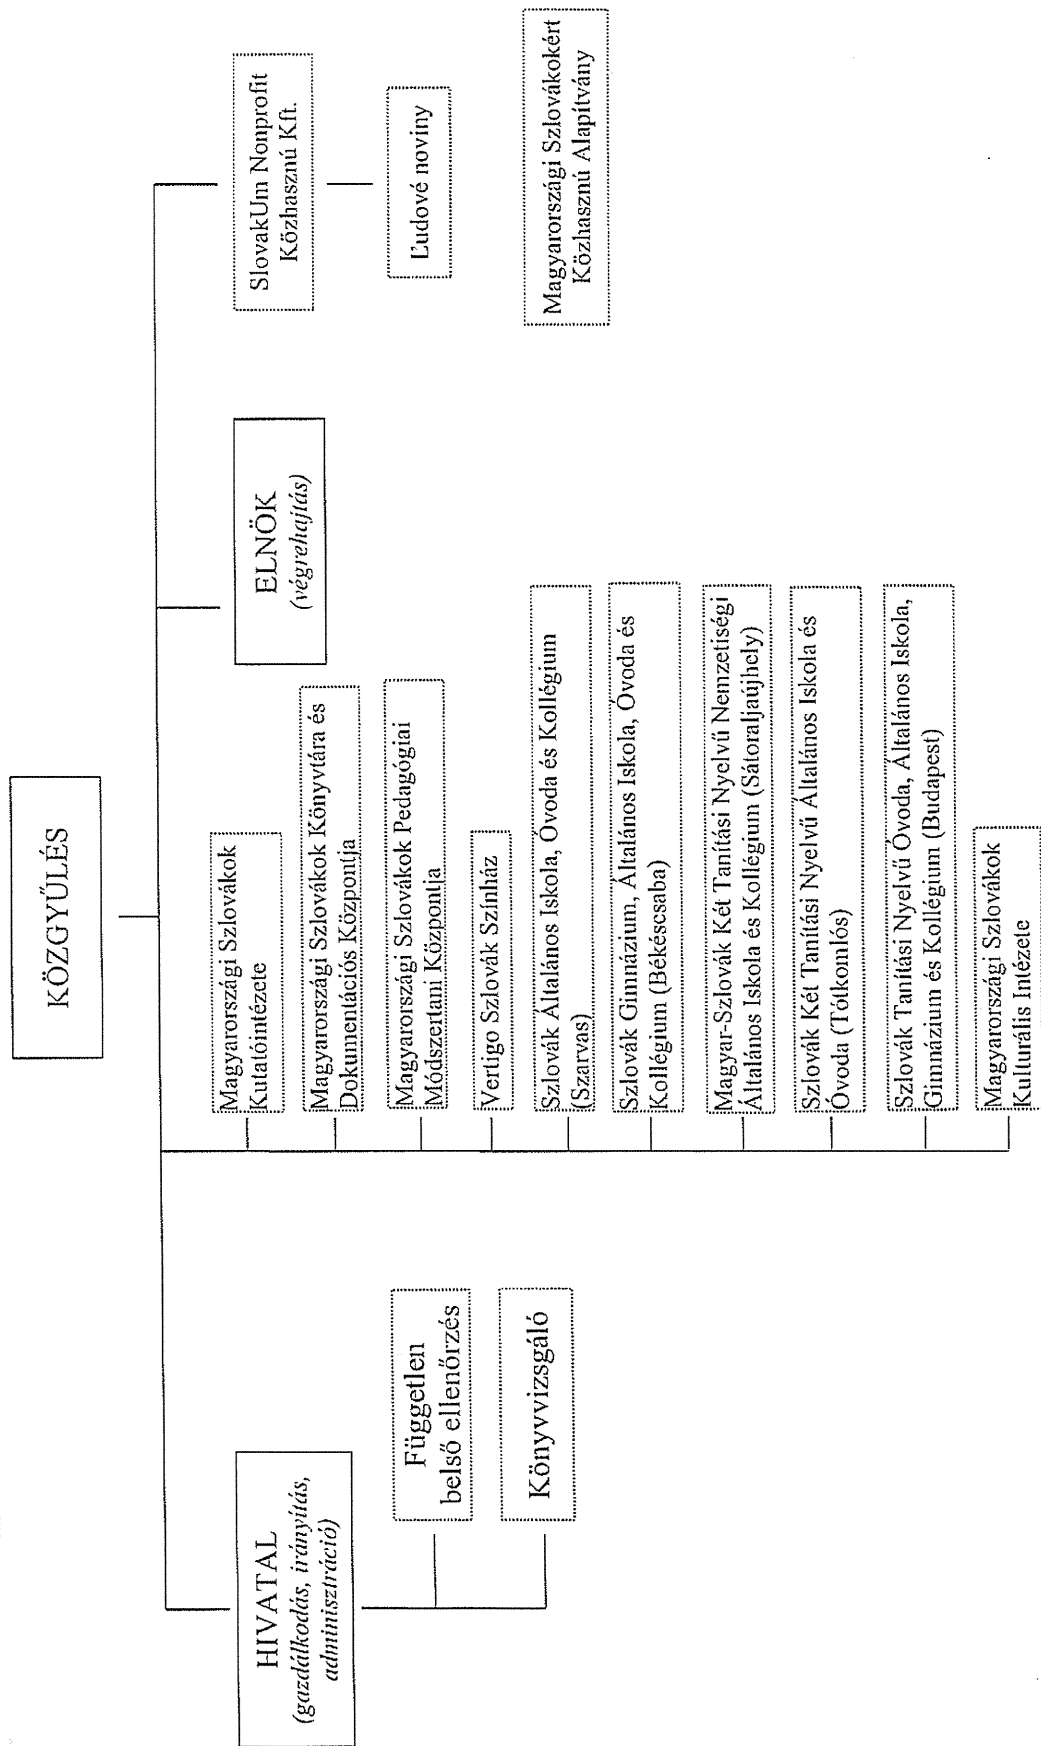 KÖZGYŰLÉS
HIVATAL
(gazdálkodás, irányítás,
adminisztráció)
Független
belső ellenőrzés
Könyvvizsgáló
Magyarországi Szlovákok
Kutatóintézete
Magyarországi Szlovákok Könyvtára és
Dokumentációs Központja
Magyarországi Szlovákok Pedagógiai
Módszertani Központja
Vertigo Szlovák Színház
Szlovák Általános Iskola, Óvoda és Kollégium
(Szarvas)
Szlovák Gimnázium, Általános Iskola, Óvoda és
Kollégium (Békéscsaba)
Magyar-Szlovák Két Tanítási Nyelvű Nemzetiségi
Általános Iskola és Kollégium (Sátoraljaújhely)
Szlovák Két Tanítási Nyelvű Általános Iskola és
Óvoda (Tótkomlós)
Szlovák Tanítási Nyelvű Óvoda, Általános Iskola,
Gimnázium és Kollégium (Budapest)
Magyarországi Szlovákok
Kulturális Intézete
ELNÖK
(végrehajtás)
SlovakUm Nonprofit
Közhasznú Kft.
Ľudové noviny
Magyarországi Szlovákokért
Közhasznú Alapítvány